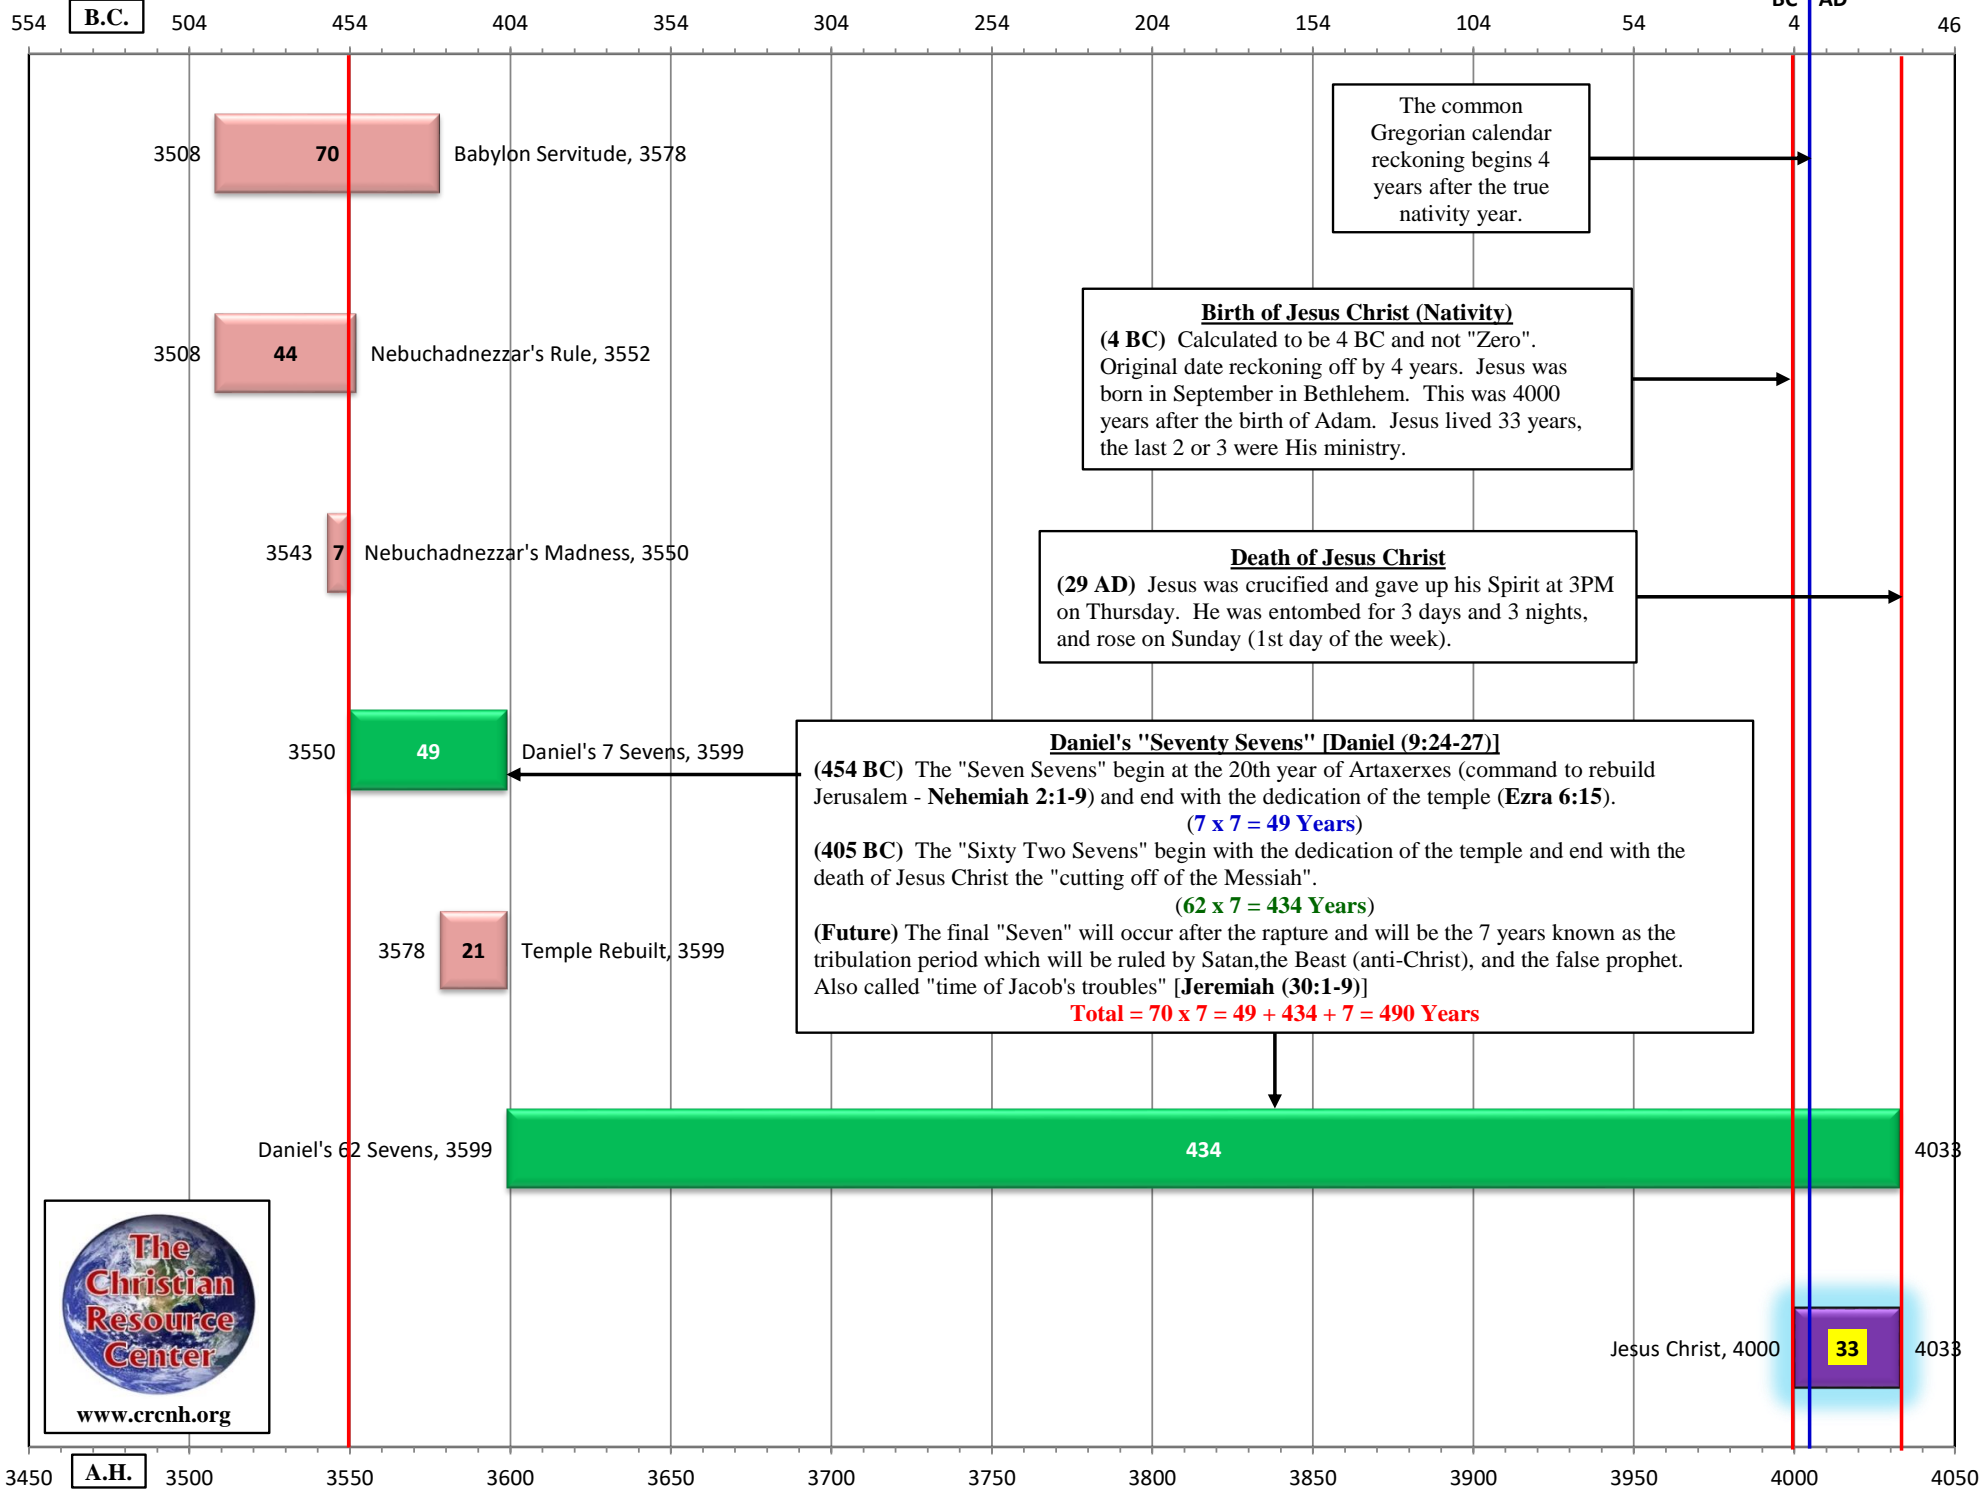 BC AD
B.C.
554 504 454 404 354 304 254 204 154 104 54 4 46
The common
Gregorian calendar
reckoning begins 4
years after the true
nativity year.
3508 70 Babylon Servitude, 3578
Birth of Jesus Christ (Nativity)
(4 BC) Calculated to be 4 BC and not "Zero".
Original date reckoning off by 4 years. Jesus was
born in September in Bethlehem. This was 4000
years after the birth of Adam. Jesus lived 33 years,
the last 2 or 3 were His ministry.
3508 44 Nebuchadnezzar's Rule, 3552
Death of Jesus Christ
(29 AD) Jesus was crucified and gave up his Spirit at 3PM
on Thursday. He was entombed for 3 days and 3 nights,
and rose on Sunday (1st day of the week).
3543 7 Nebuchadnezzar's Madness, 3550
3550 49 Daniel's 7 Sevens, 3599
Daniel's "Seventy Sevens" [Daniel (9:24-27)]
(454 BC) The "Seven Sevens" begin at the 20th year of Artaxerxes (command to rebuild
Jerusalem - Nehemiah 2:1-9) and end with the dedication of the temple (Ezra 6:15).
(7 x 7 = 49 Years)
(405 BC) The "Sixty Two Sevens" begin with the dedication of the temple and end with the
death of Jesus Christ the "cutting off of the Messiah".
(62 x 7 = 434 Years)
(Future) The final "Seven" will occur after the rapture and will be the 7 years known as the
tribulation period which will be ruled by Satan,the Beast (anti-Christ), and the false prophet.
Also called "time of Jacob's troubles" [Jeremiah (30:1-9)]
Total = 70 x 7 = 49 + 434 + 7 = 490 Years
3578 21 Temple Rebuilt, 3599
Daniel's 62 Sevens, 3599 434 4033
The
Christian
Resource
Center
www.crcnh.org
Jesus Christ, 4000 33 4033
A.H.
3450 3500 3550 3600 3650 3700 3750 3800 3850 3900 3950 4000 4050